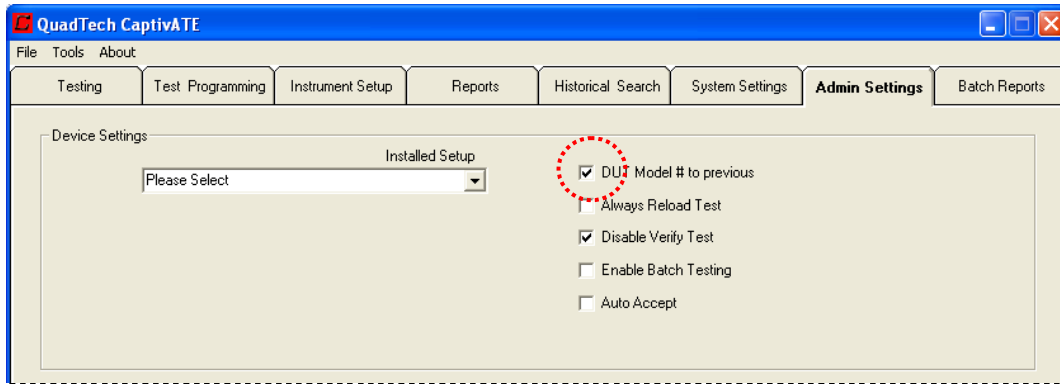 QuadTech CaptivATE
File Tools About
Testing Test Programming Instrument Setup Reports Historical Search System Settings Admin Settings Batch Reports
Device Settings
Installed Setup
Please Select
DUT Model # to previous
Always Reload Test
Disable Verify Test
Enable Batch Testing
Auto Accept